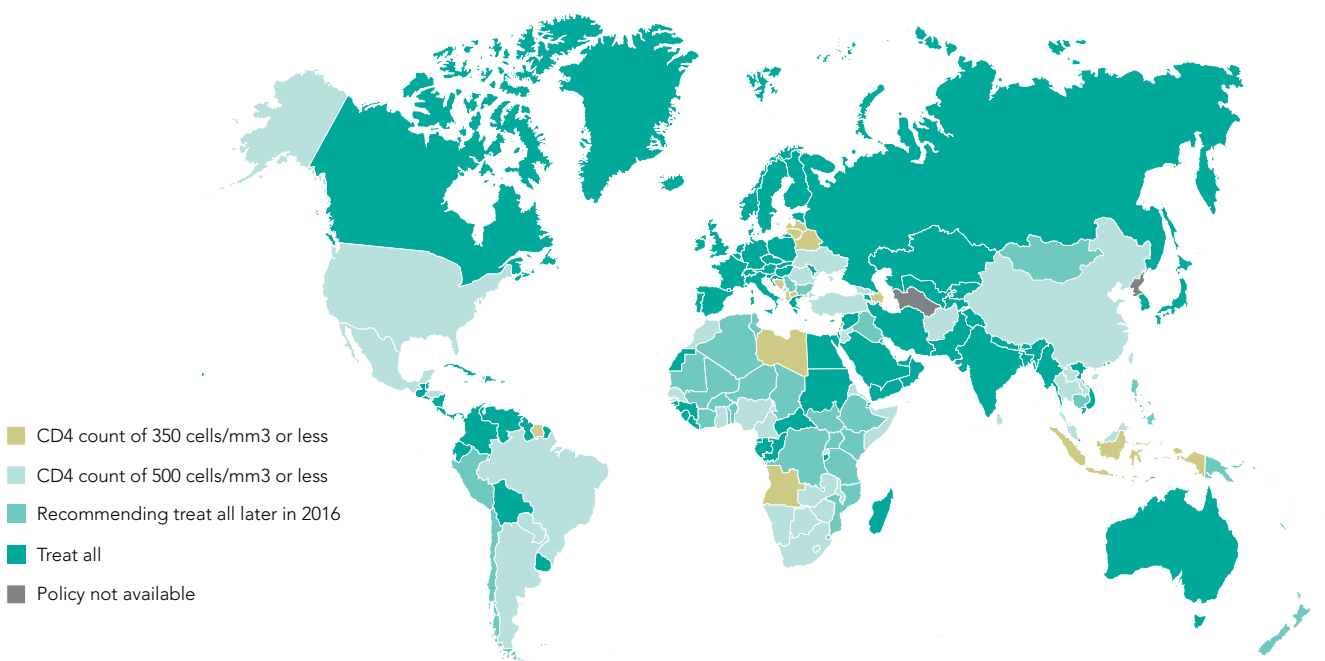 CD4 count of 350 cells/mm3 or less
CD4 count of 500 cells/mm3 or less
Recommending treat all later in 2016
Treat all
Policy not available